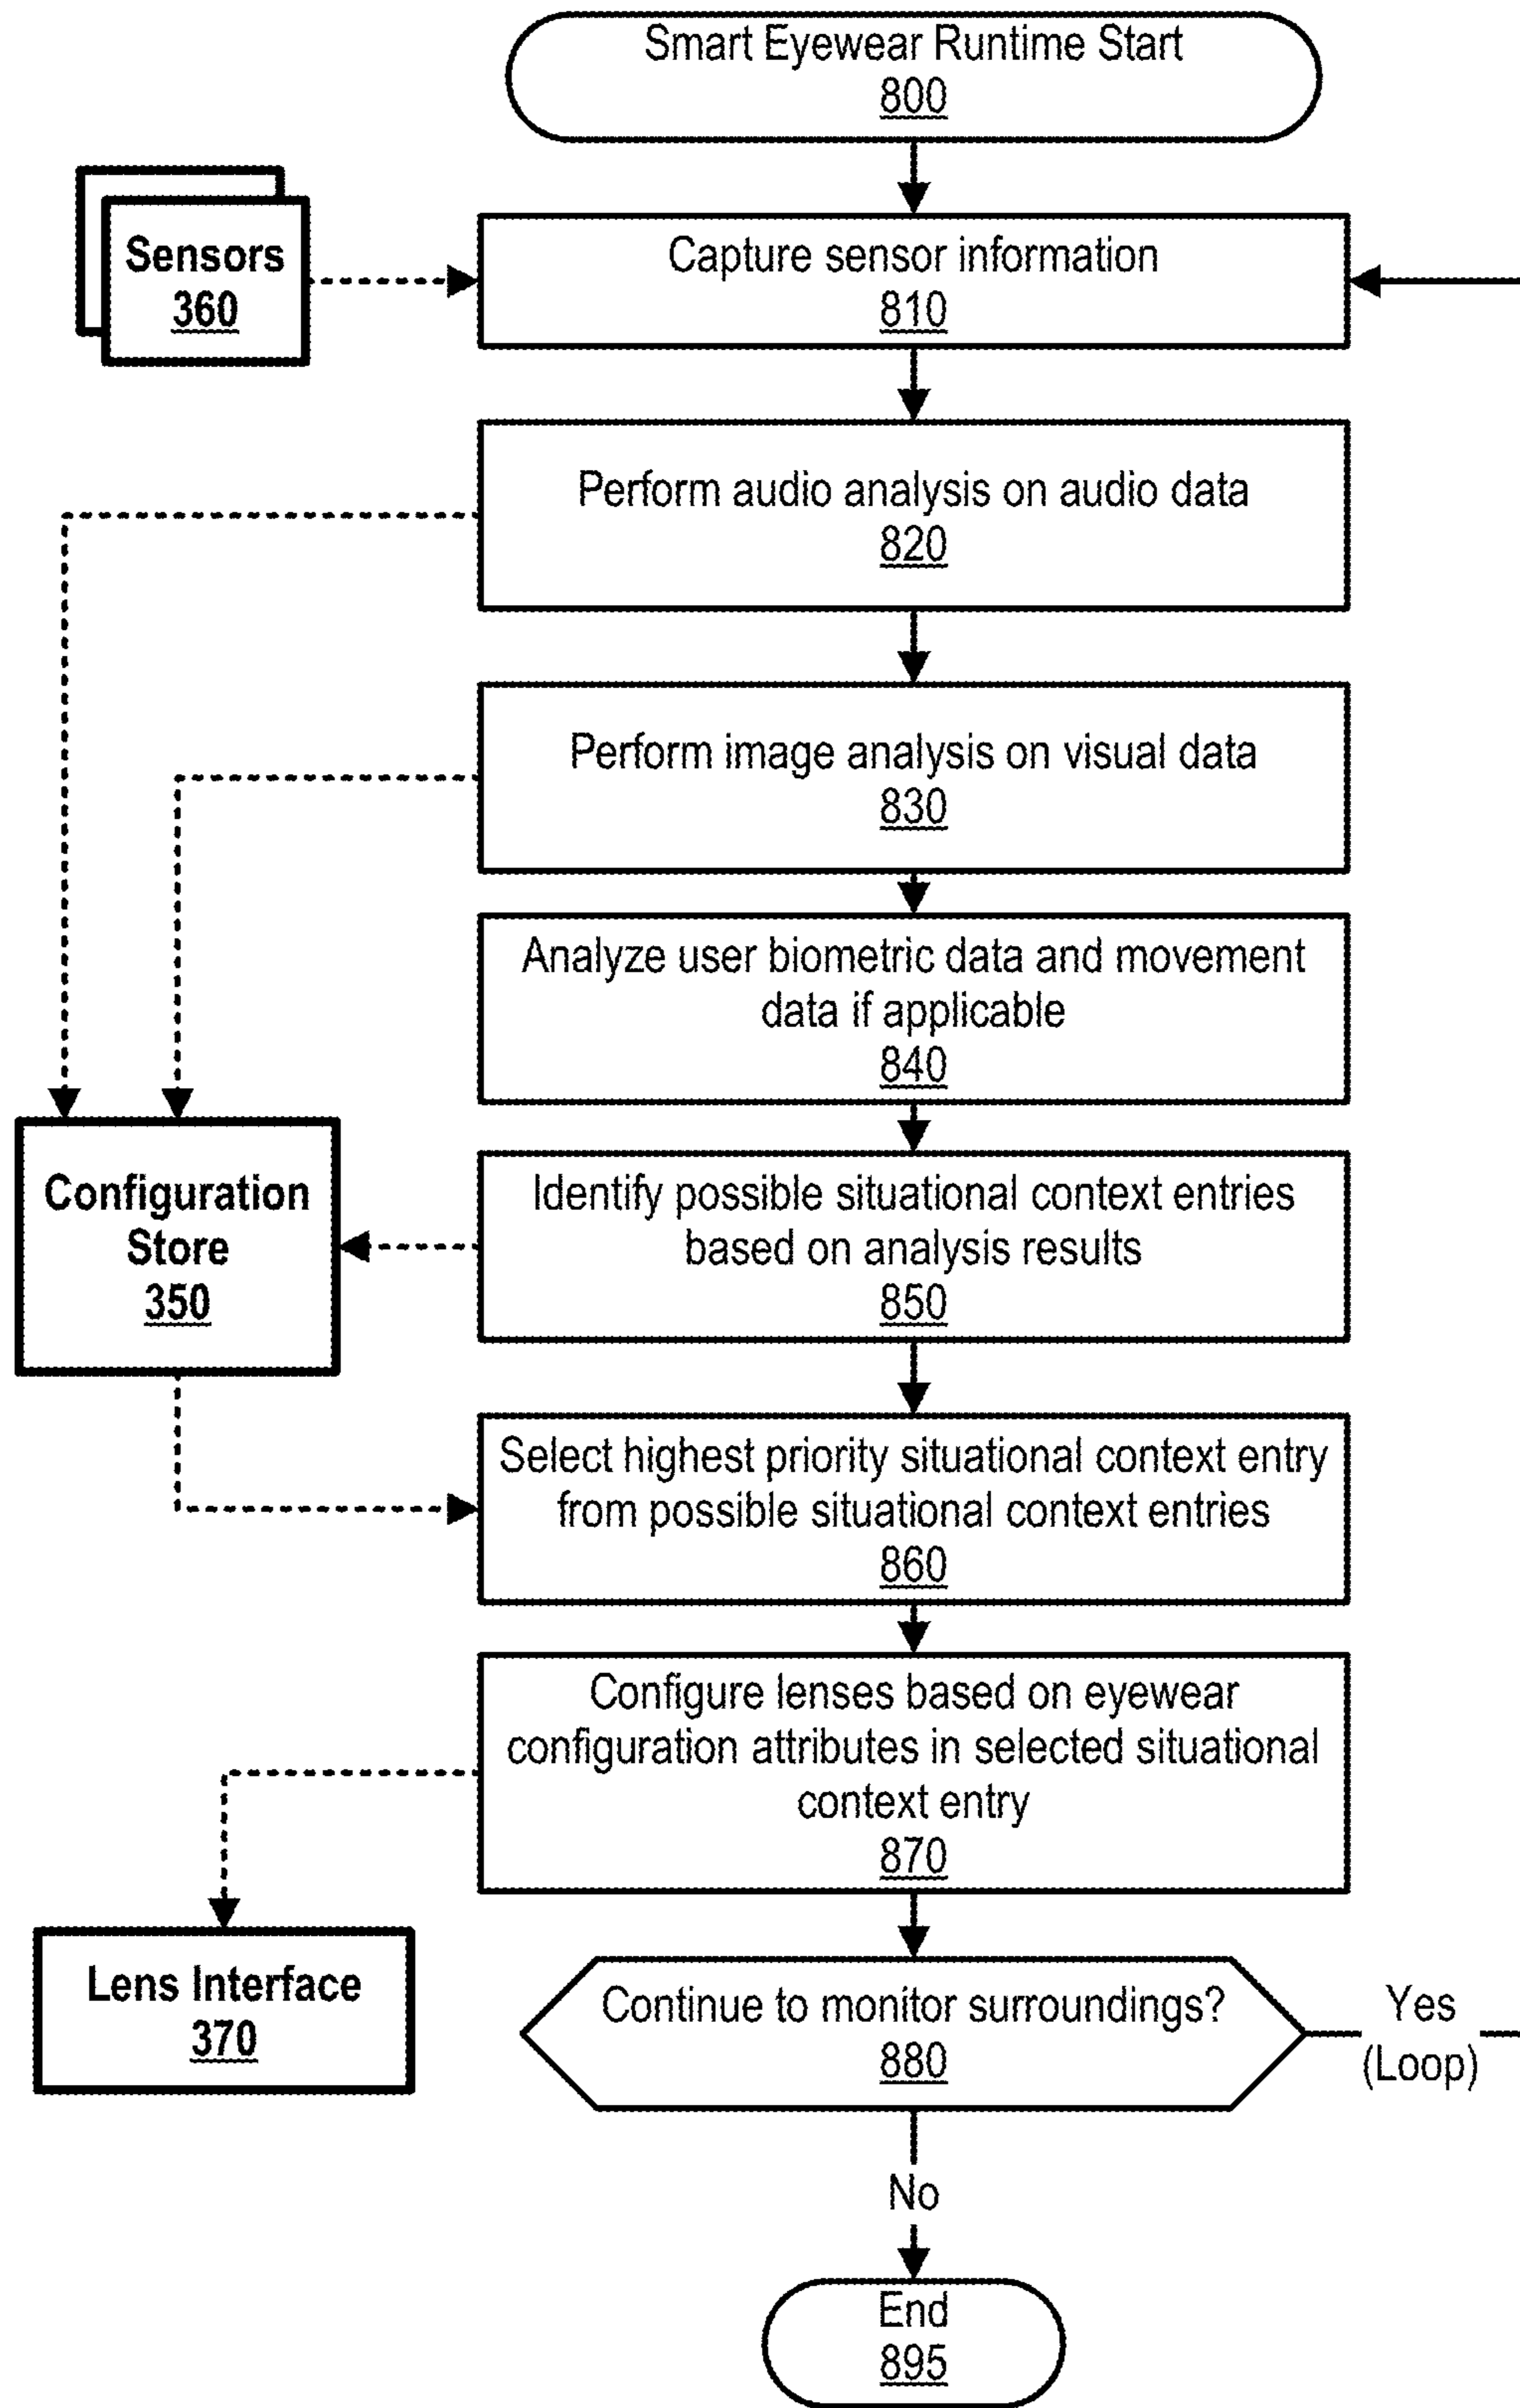 Smart Eyewear Runtime Start
800
Sensors
360
Capture sensor information
810
Perform audio analysis on audio data
820
Perform image analysis on visual data
830
Analyze user biometric data and movement
data if applicable
840
Configuration
Store
350
Identify possible situational context entries
based on analysis results
850
Select highest priority situational context entry
from possible situational context entries
860
Configure lenses based on eyewear
configuration attributes in selected situational
context entry
870
Lens Interface
370
Continue to monitor surroundings?
880
Yes
(Loop)
No
End
895